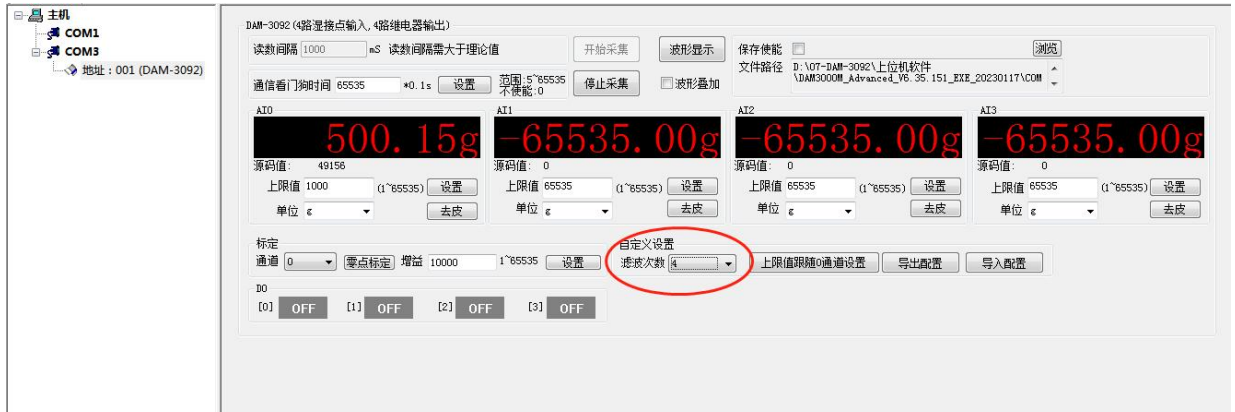 主机
COM1
COM3
地址：001 (DAM-3092)
DAM-3092(4路湿接点输入,4路继电器输出)
读数间隔 1000 mS 读数间隔需大于理论值 开始采集 波形显示 保存使能 浏览
文件路径 D:\07-DAM-3092\上位机软件
\DAM3000M_Advanced_V6.35.151_EXE_20230117\COM
通信看门狗时间 65535 *0.1s 设置 范围:5~65535 停止采集 波形叠加
不使能:0
AI0 AI1 AI2 AI3
500.15g -65535.00g -65535.00g -65535.00g
源码值: 49156 源码值: 0 源码值: 0 源码值: 0
上限值 1000 (1~65535) 设置 上限值 65535 (1~65535) 设置 上限值 65535 (1~65535) 设置 上限值 65535 (1~65535) 设置
单位 g 去皮 单位 g 去皮 单位 g 去皮 单位 g 去皮
标定 自定义设置
通道 0 零点标定 增益 10000 1~65535 设置 滤波次数 4 上限值跟随0通道设置 导出配置 导入配置
DO
[0] OFF [1] OFF [2] OFF [3] OFF